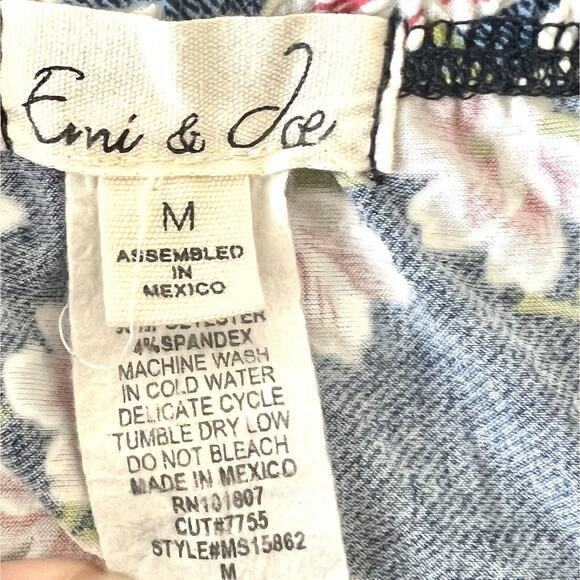 Emi & Joe
M
ASSEMBLED
IN
MEXICO
POLYESTER
4%SPANDEX
MACHINE WASH
IN COLD WATER
DELICATE CYCLE
TUMBLE DRY LOW
DO NOT BLEACH
MADE IN MEXICO
RN101807
CUT#7755
STYLE#MS15862
M